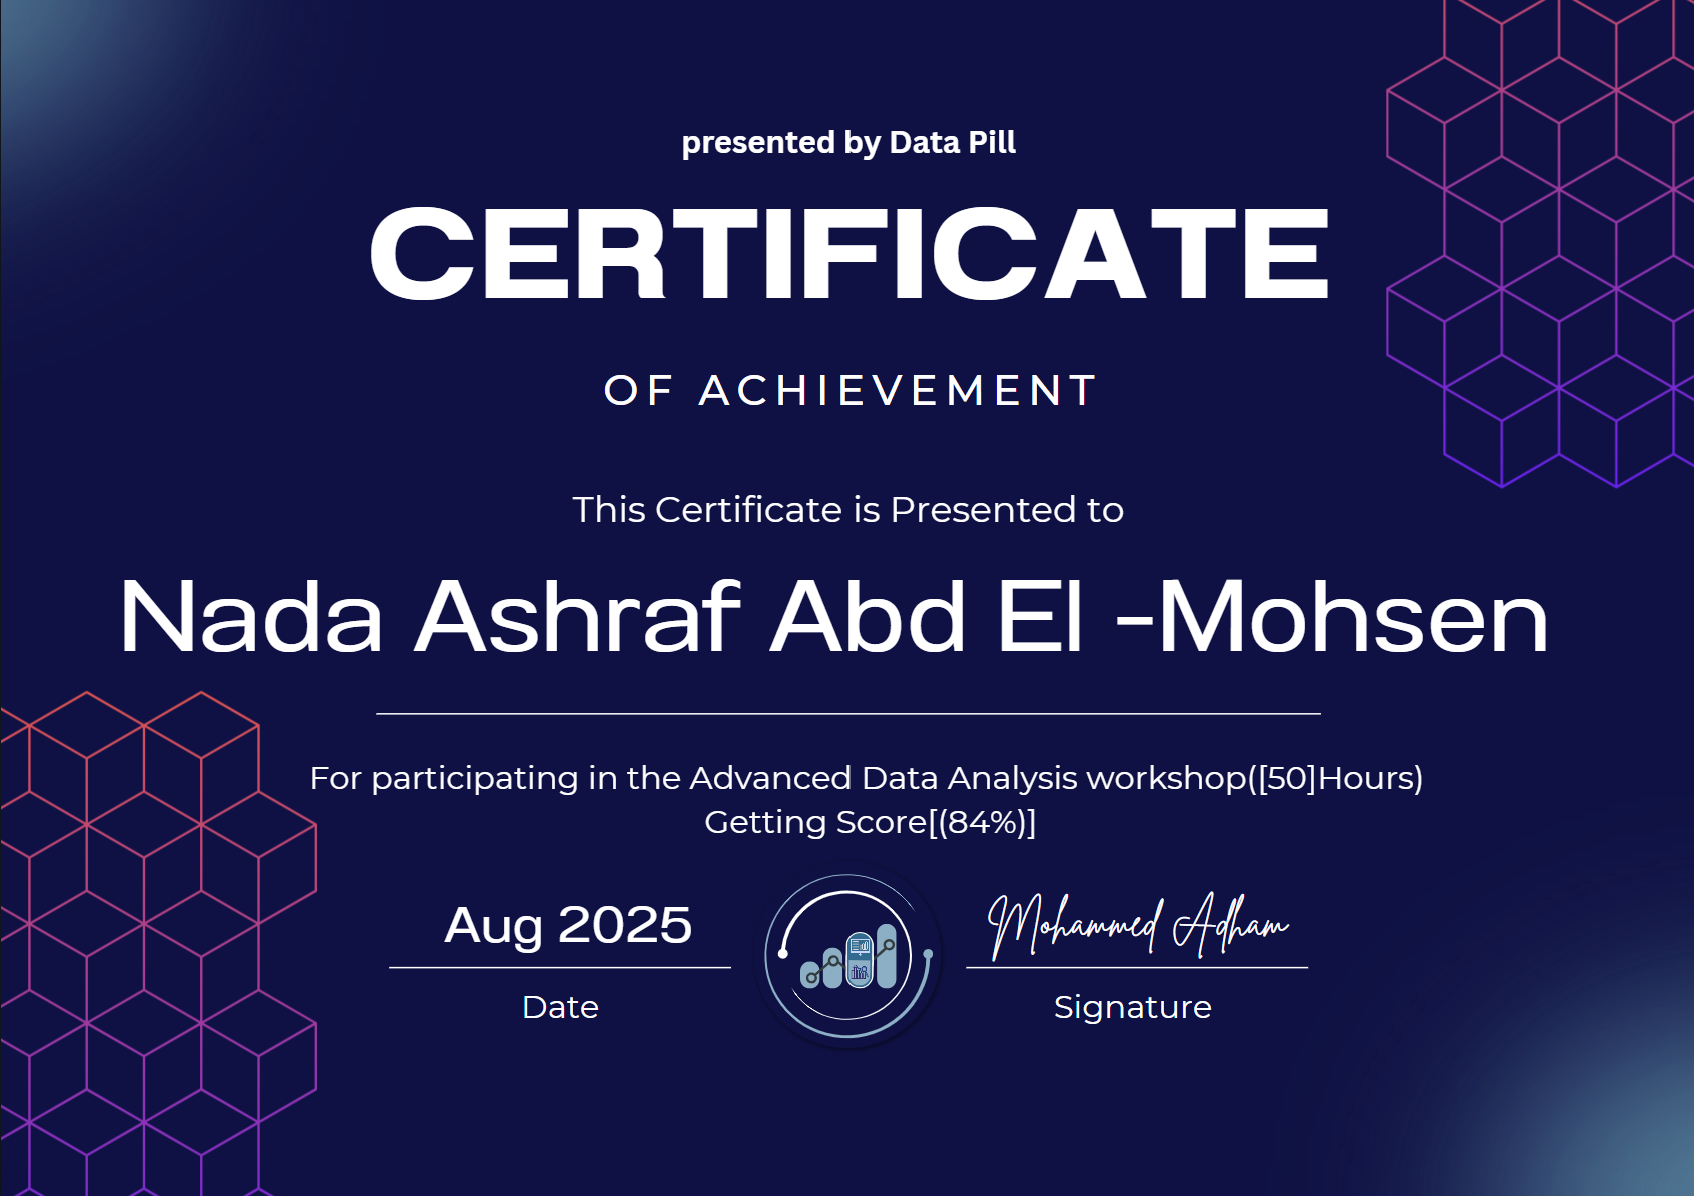 presented by Data Pill
CERTIFICATE
OF ACHIEVEMENT
This Certificate is Presented to
Nada Ashraf Abd El -Mohsen
For participating in the Advanced Data Analysis workshop([50]Hours)
Getting Score[(84%)]
Aug 2025
Mohammed Adham
Date
Signature